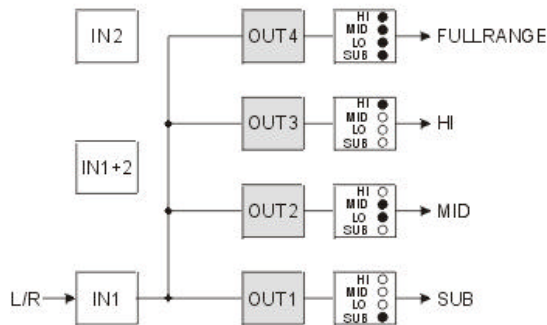 IN2
OUT4
HI
MID
LO
SUB
FULLRANGE
OUT3
HI
MID
LO
SUB
HI
IN1+2
OUT2
HI
MID
LO
SUB
MID
L/R
IN1
OUT1
HI
MID
LO
SUB
SUB